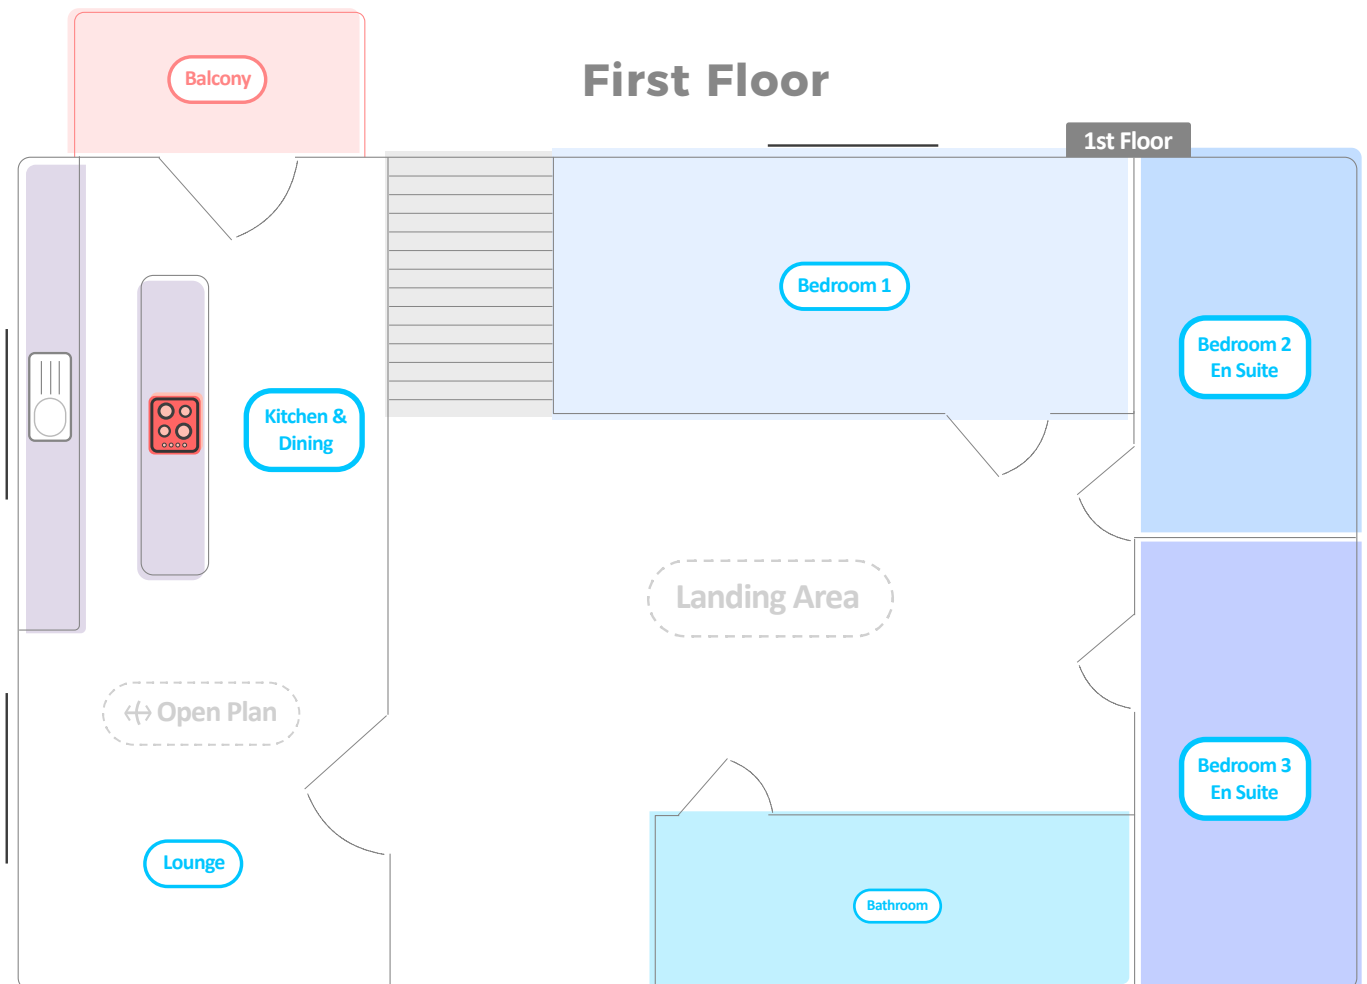 Balcony
First Floor
1st Floor
Bedroom 1
Bedroom 2
En Suite
Kitchen &
Dining
Landing Area
Open Plan
Bedroom 3
En Suite
Lounge
Bathroom